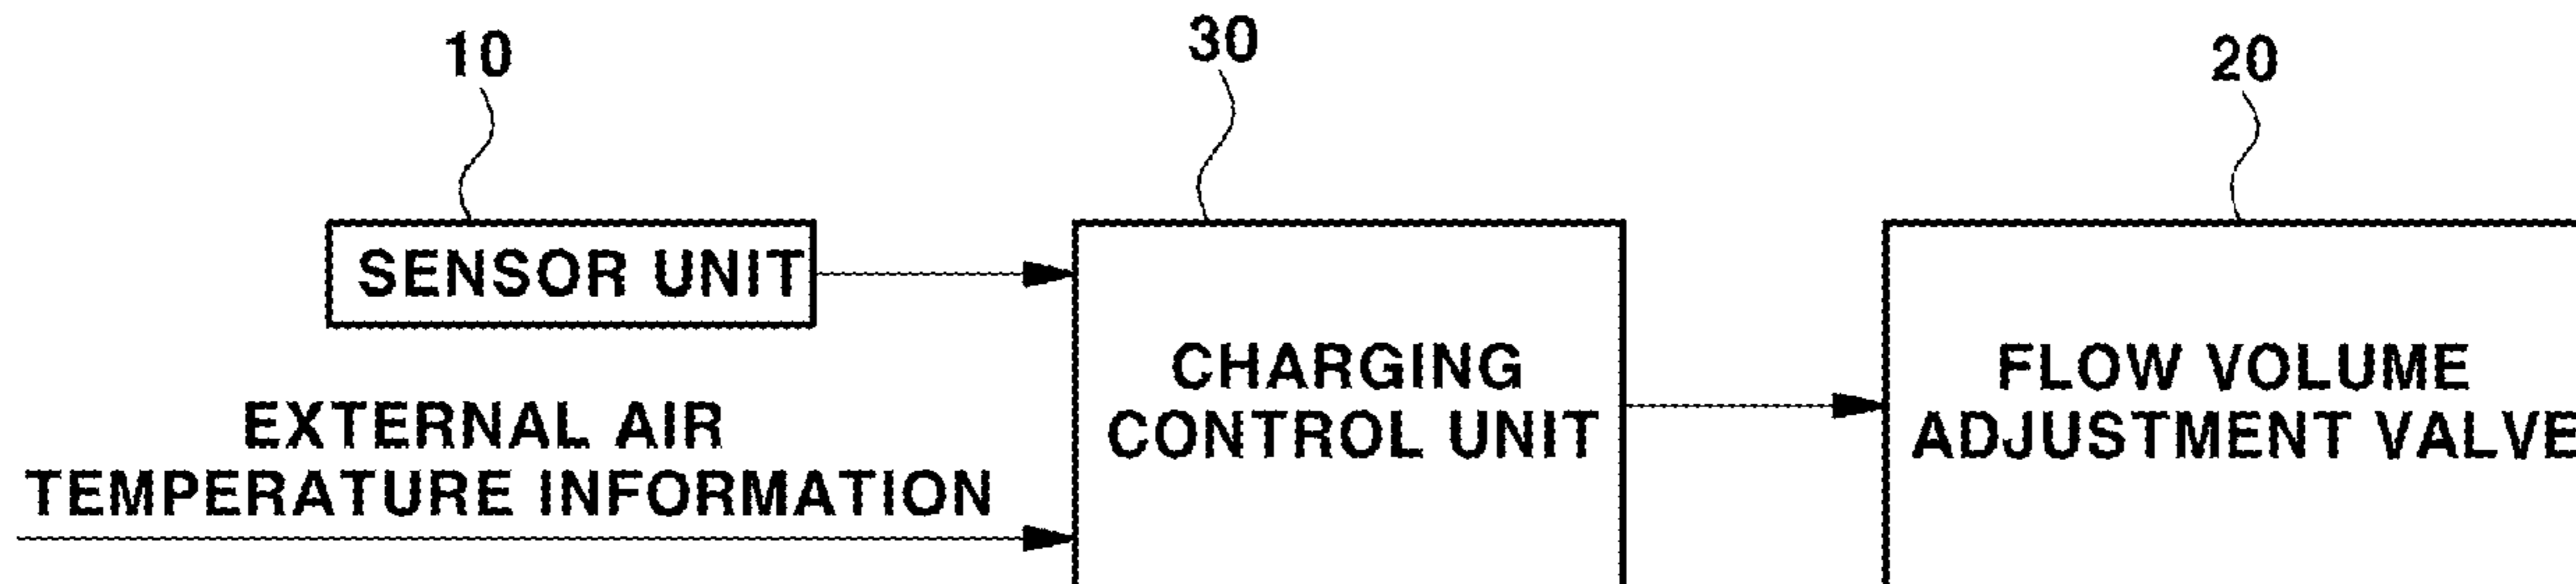 10
30
20
SENSOR UNIT
CHARGING
CONTROL UNIT
FLOW VOLUME
ADJUSTMENT VALVE
EXTERNAL AIR
TEMPERATURE INFORMATION